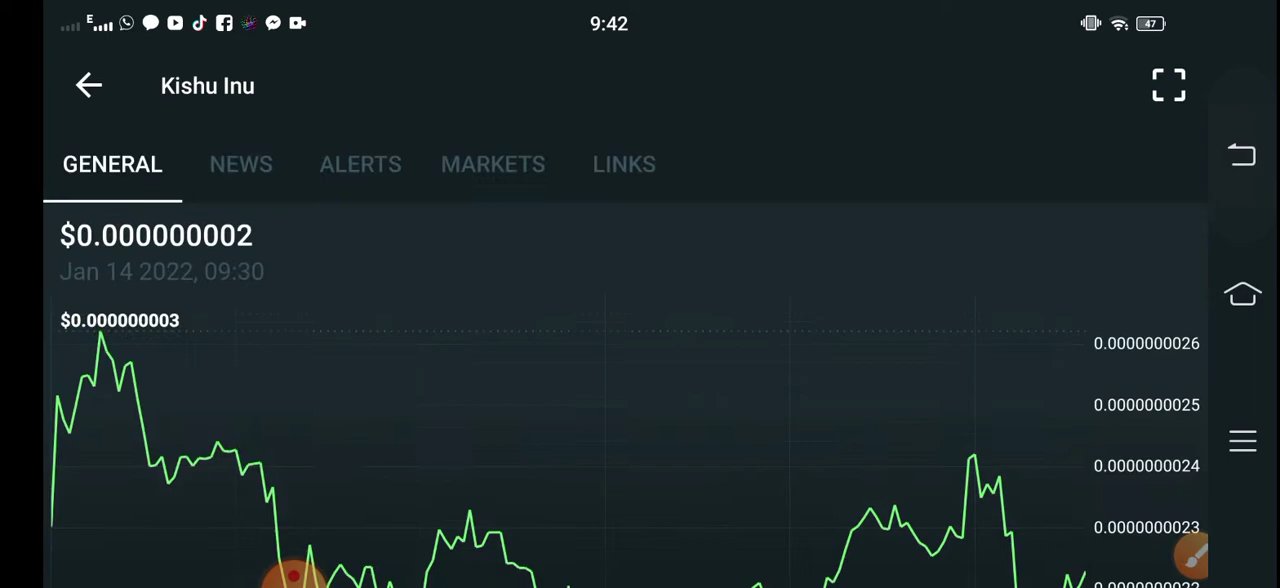 E 9:42 47
Kishu Inu
GENERAL NEWS ALERTS MARKETS LINKS
$0.000000002
Jan 14 2022, 09:30
$0.000000003
0.0000000026
0.0000000025
0.0000000024
0.0000000023